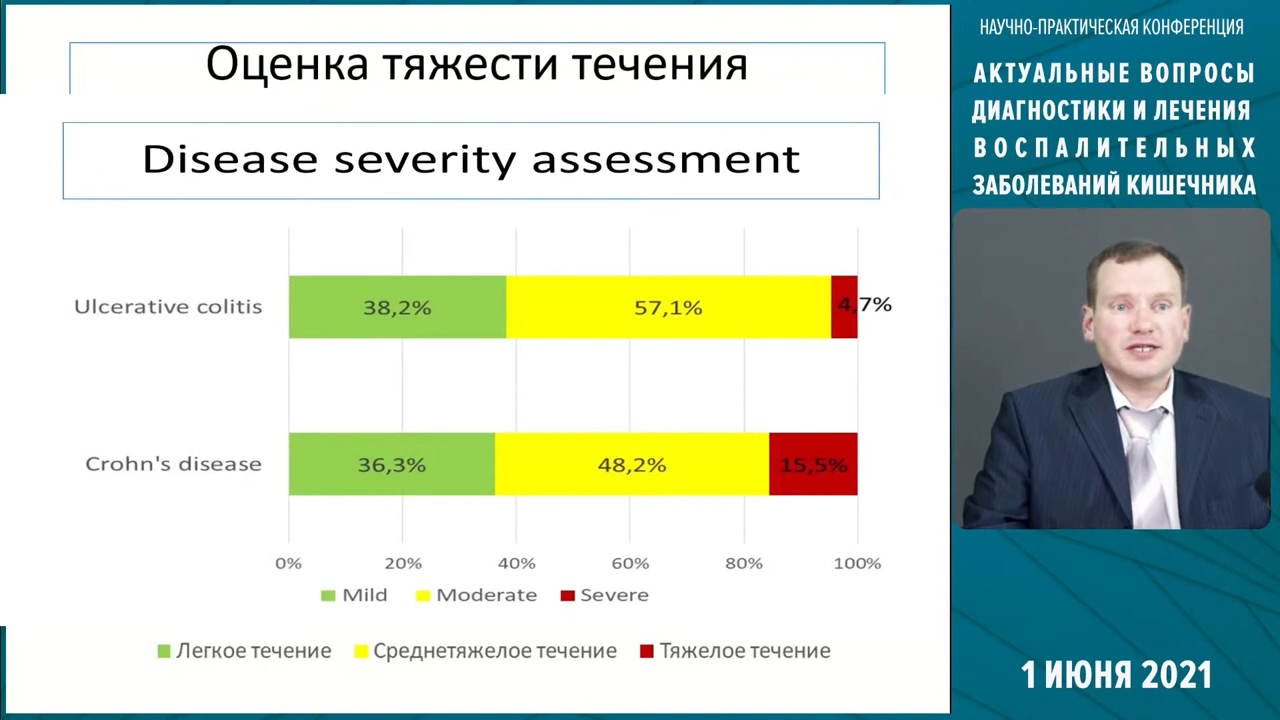 Оценка тяжести течения
Disease severity assessment
Ulcerative colitis
38,2%
57,1%
4,7%
Crohn's disease
36,3%
48,2%
15,5%
0%
20%
40%
60%
80%
100%
Mild
Moderate
Severe
Легкое течение
Среднетяжелое течение
Тяжелое течение
НАУЧНО-ПРАКТИЧЕСКАЯ КОНФЕРЕНЦИЯ
АКТУАЛЬНЫЕ ВОПРОСЫ
ДИАГНОСТИКИ И ЛЕЧЕНИЯ
ВОСПАЛИТЕЛЬНЫХ
ЗАБОЛЕВАНИЙ КИШЕЧНИКА
1 ИЮНЯ 2021